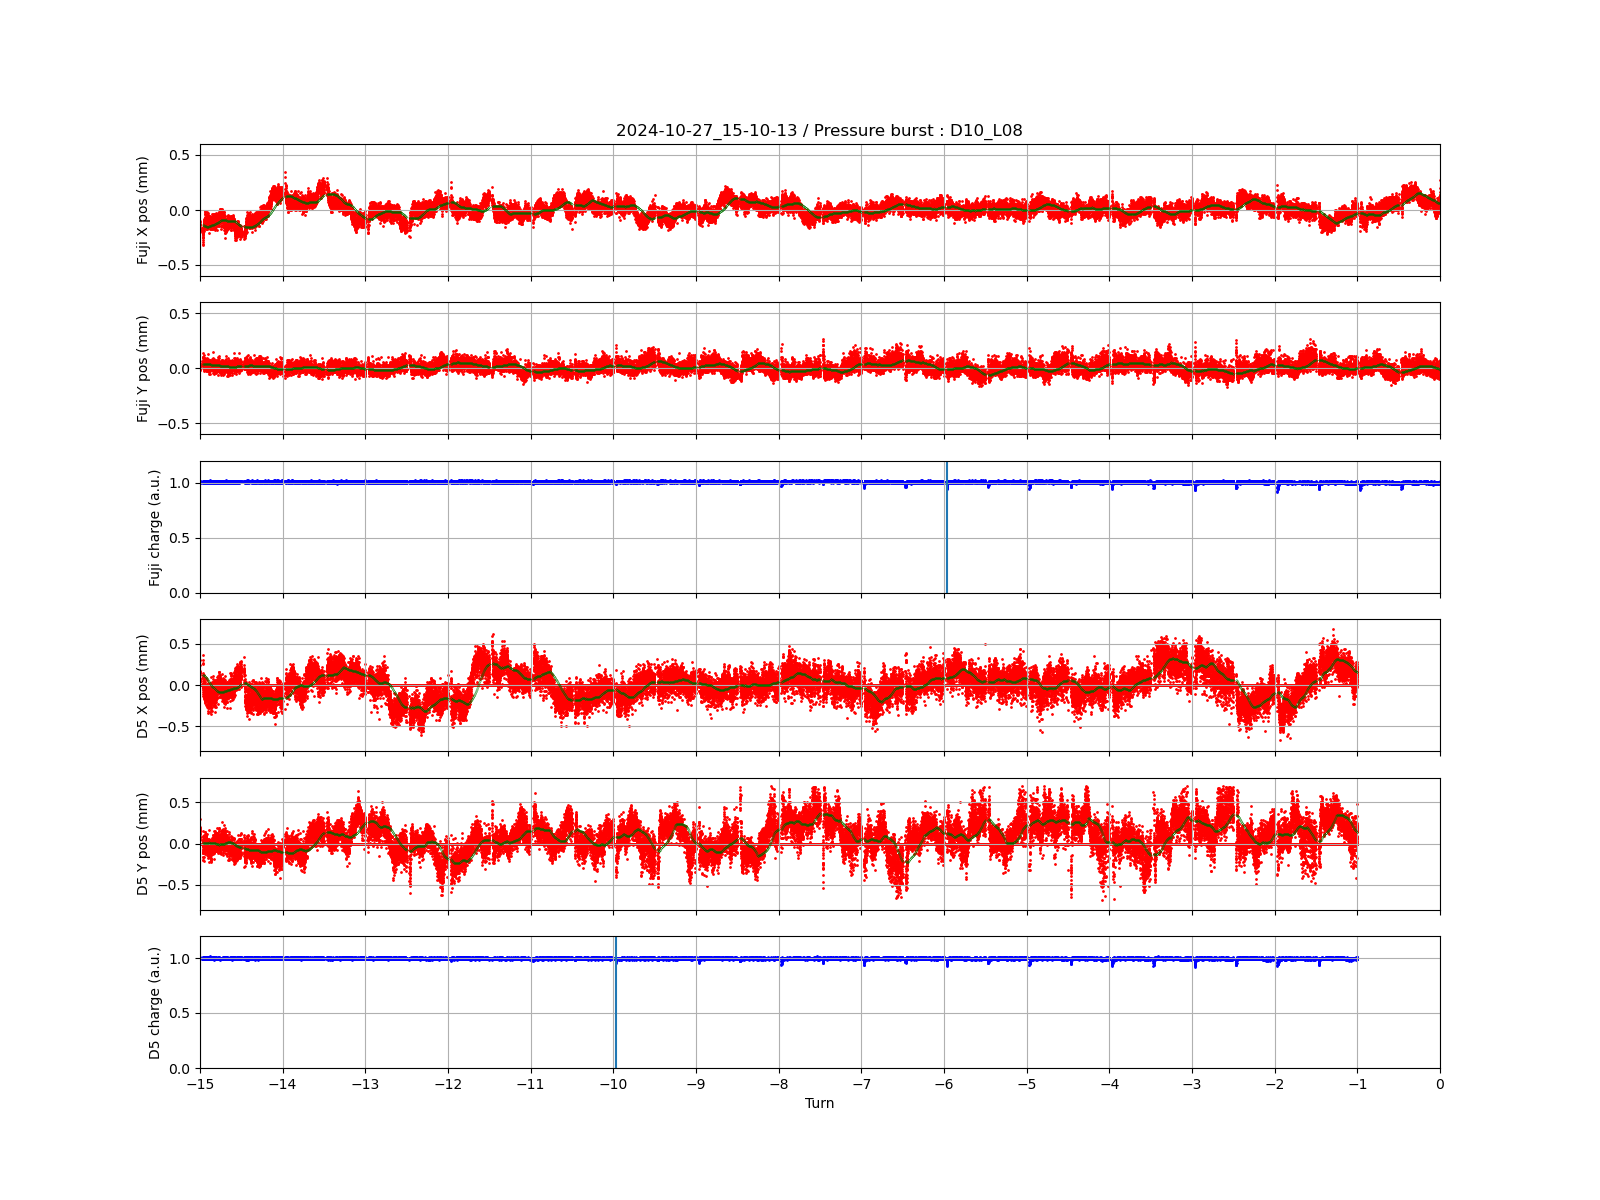 2024-10-27_15-10-13 / Pressure burst : D10_L08
Fuji X pos (mm)
0.5
0.0
−0.5
Fuji Y pos (mm)
0.5
0.0
−0.5
Fuji charge (a.u.)
1.0
0.5
0.0
D5 X pos (mm)
0.5
0.0
−0.5
D5 Y pos (mm)
0.5
0.0
−0.5
D5 charge (a.u.)
1.0
0.5
0.0
−15 −14 −13 −12 −11 −10 −9 −8 −7 −6 −5 −4 −3 −2 −1 0
Turn